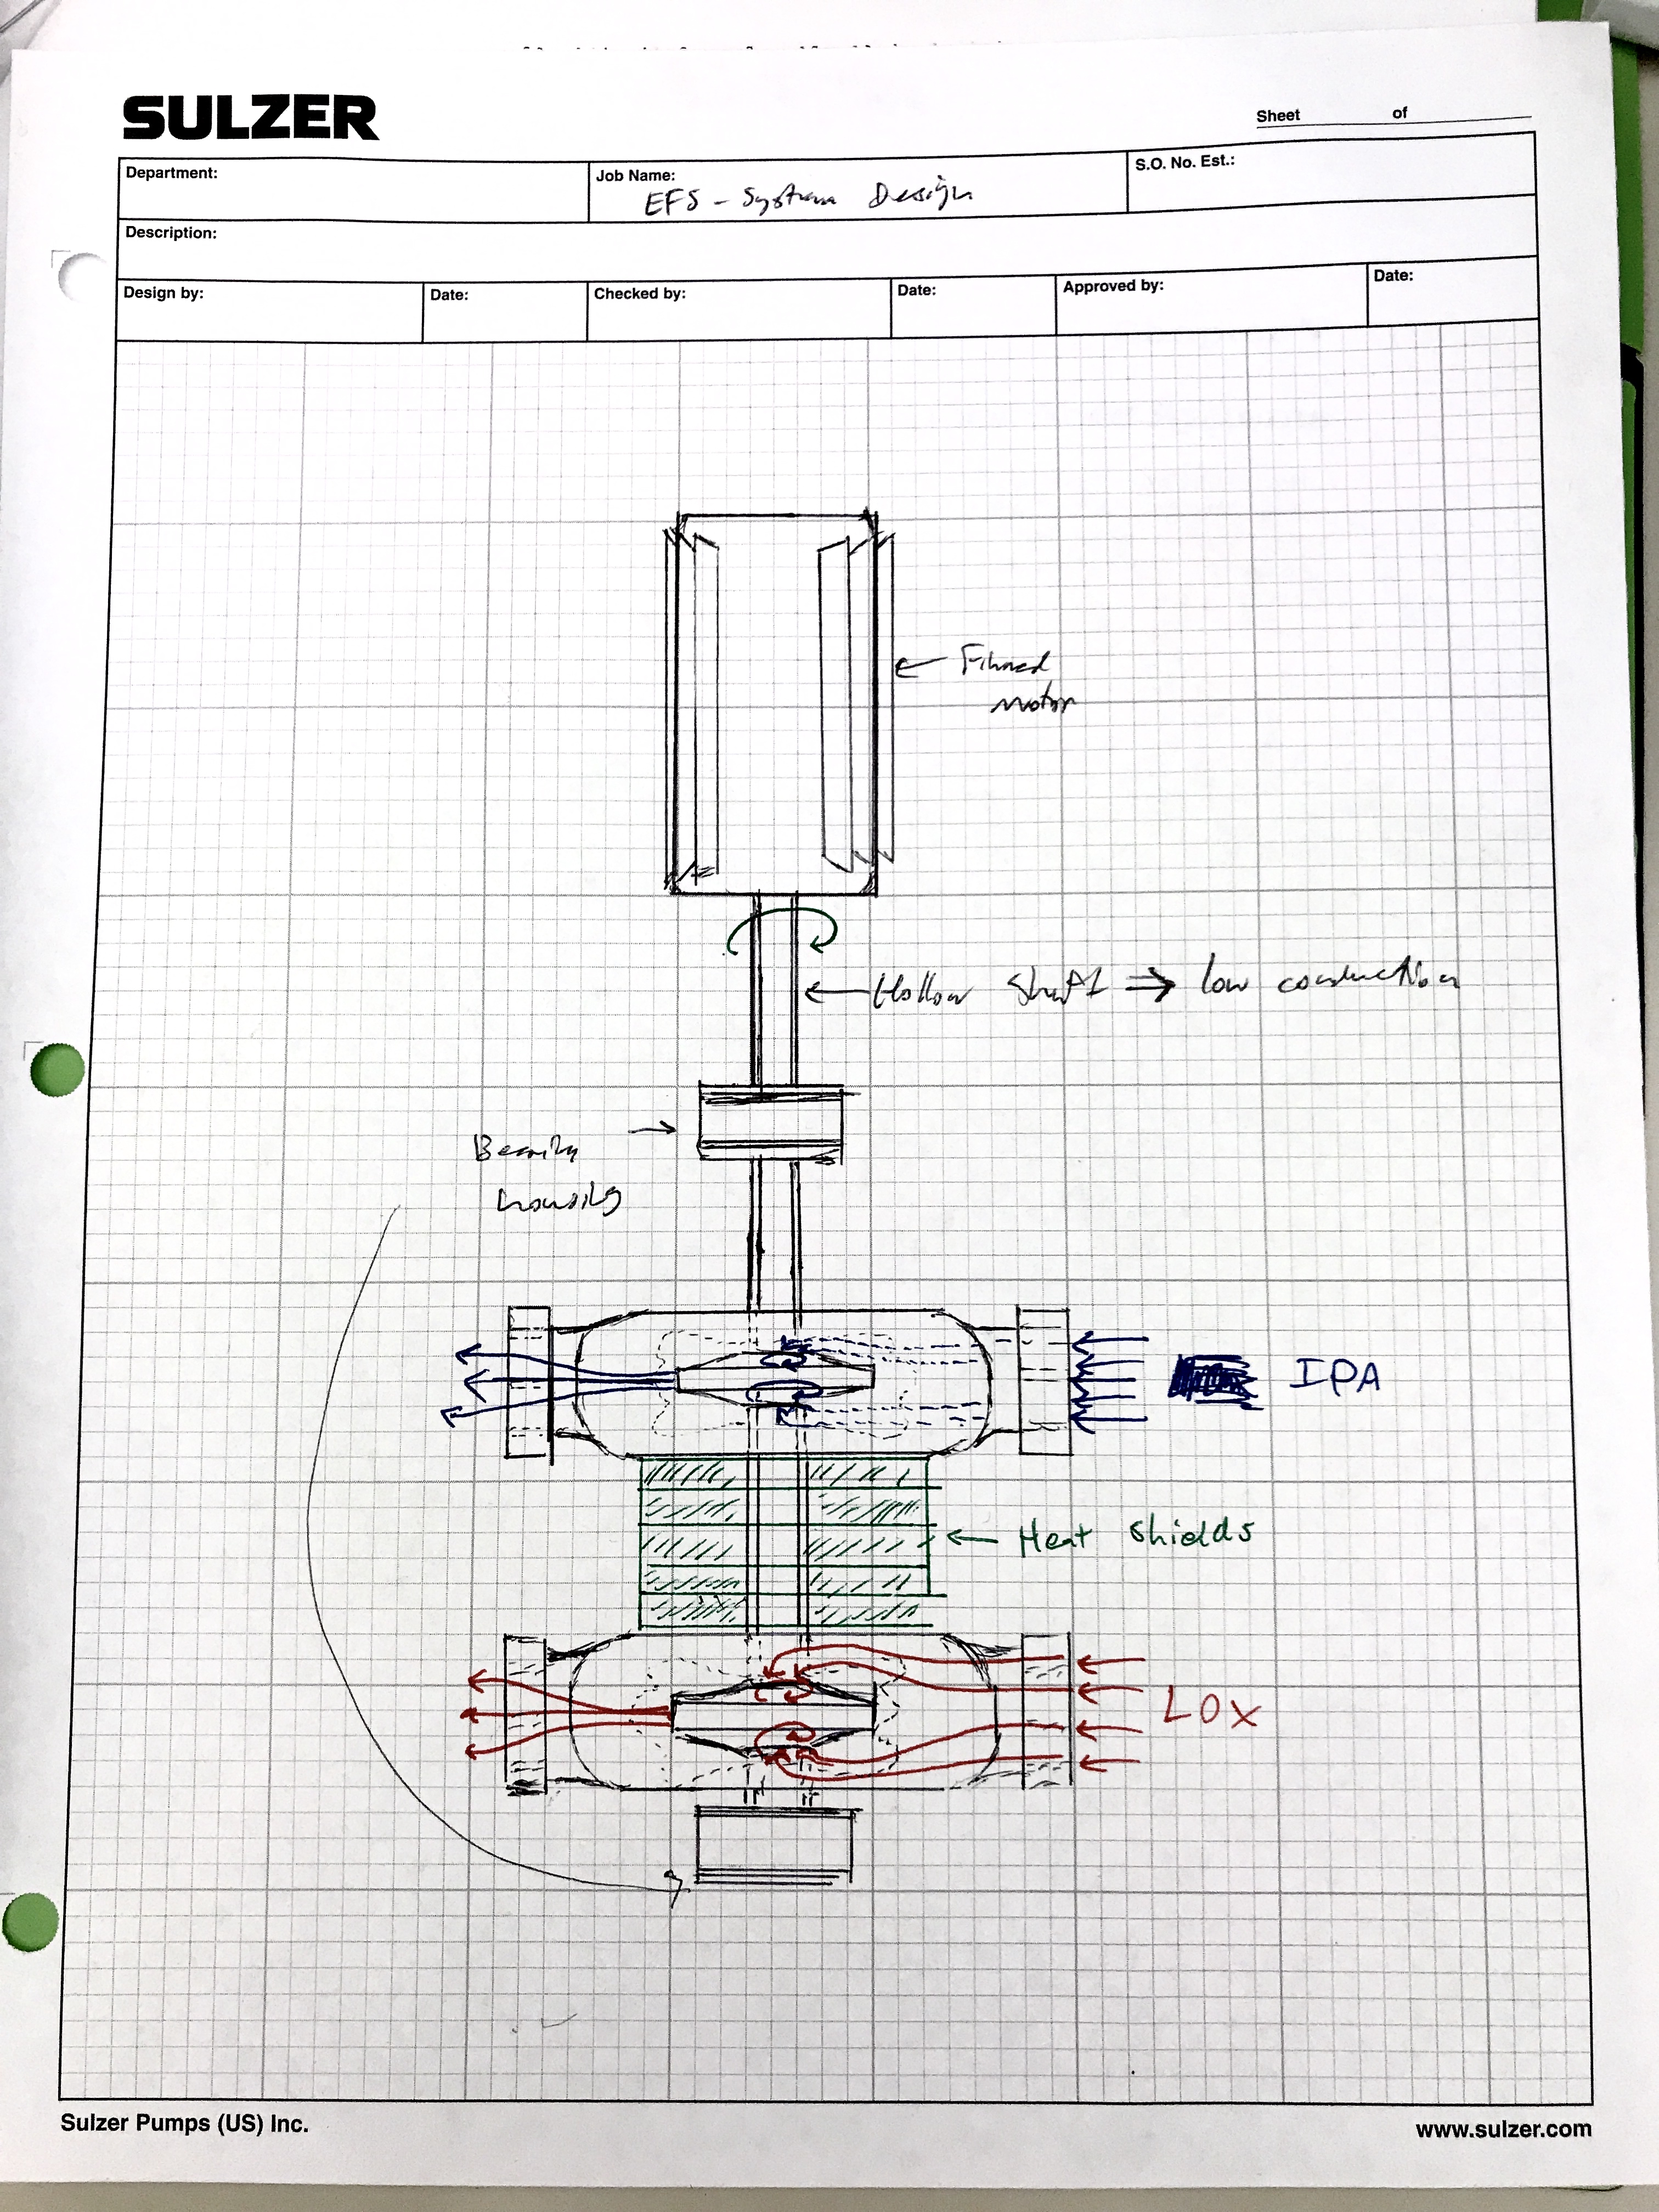 SULZER
Sheet of
Department:
Job Name:
S.O. No. Est.:
EFS - System Design
Description:
Design by:
Date:
Checked by:
Date:
Approved by:
Date:
Finned
motor
Hollow shaft ⇒ low conduction
Bearing
housing
IPA
Heat shields
LOX
Sulzer Pumps (US) Inc.
www.sulzer.com